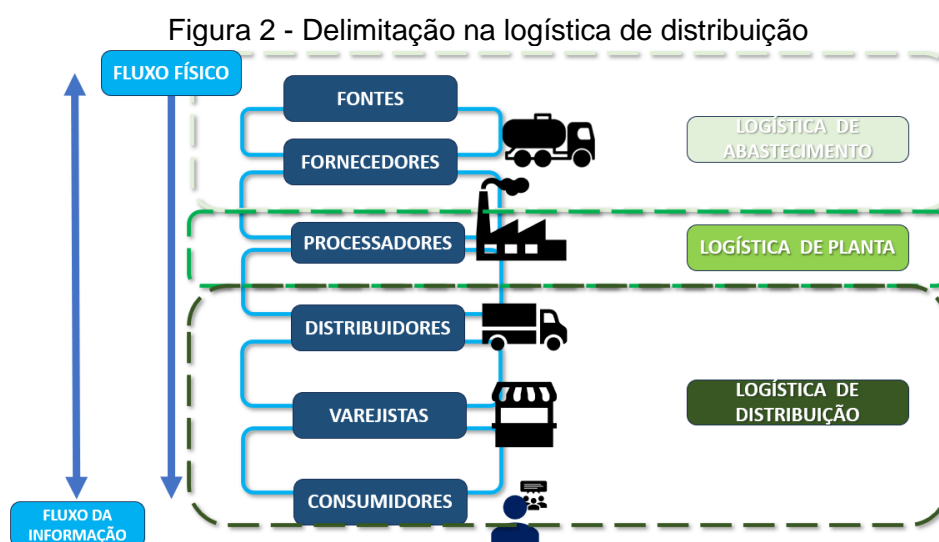 Figura 2 - Delimitação na logística de distribuição
FLUXO FÍSICO
FONTES
LOGÍSTICA DE
ABASTECIMENTO
FORNECEDORES
PROCESSADORES
LOGÍSTICA DE PLANTA
DISTRIBUIDORES
LOGÍSTICA DE
DISTRIBUIÇÃO
VAREJISTAS
CONSUMIDORES
FLUXO DA
INFORMAÇÃO